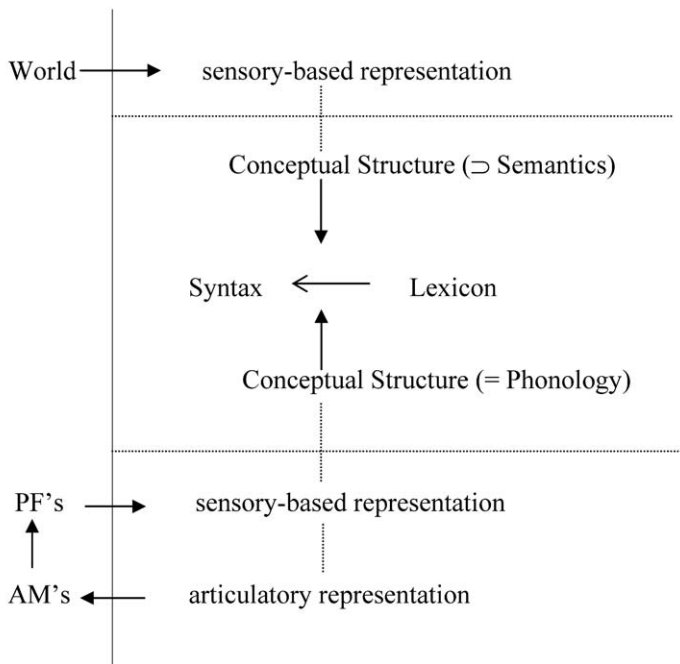 World sensory-based representation
Conceptual Structure (⊃ Semantics)
Syntax Lexicon
Conceptual Structure (= Phonology)
PF's sensory-based representation
AM's articulatory representation